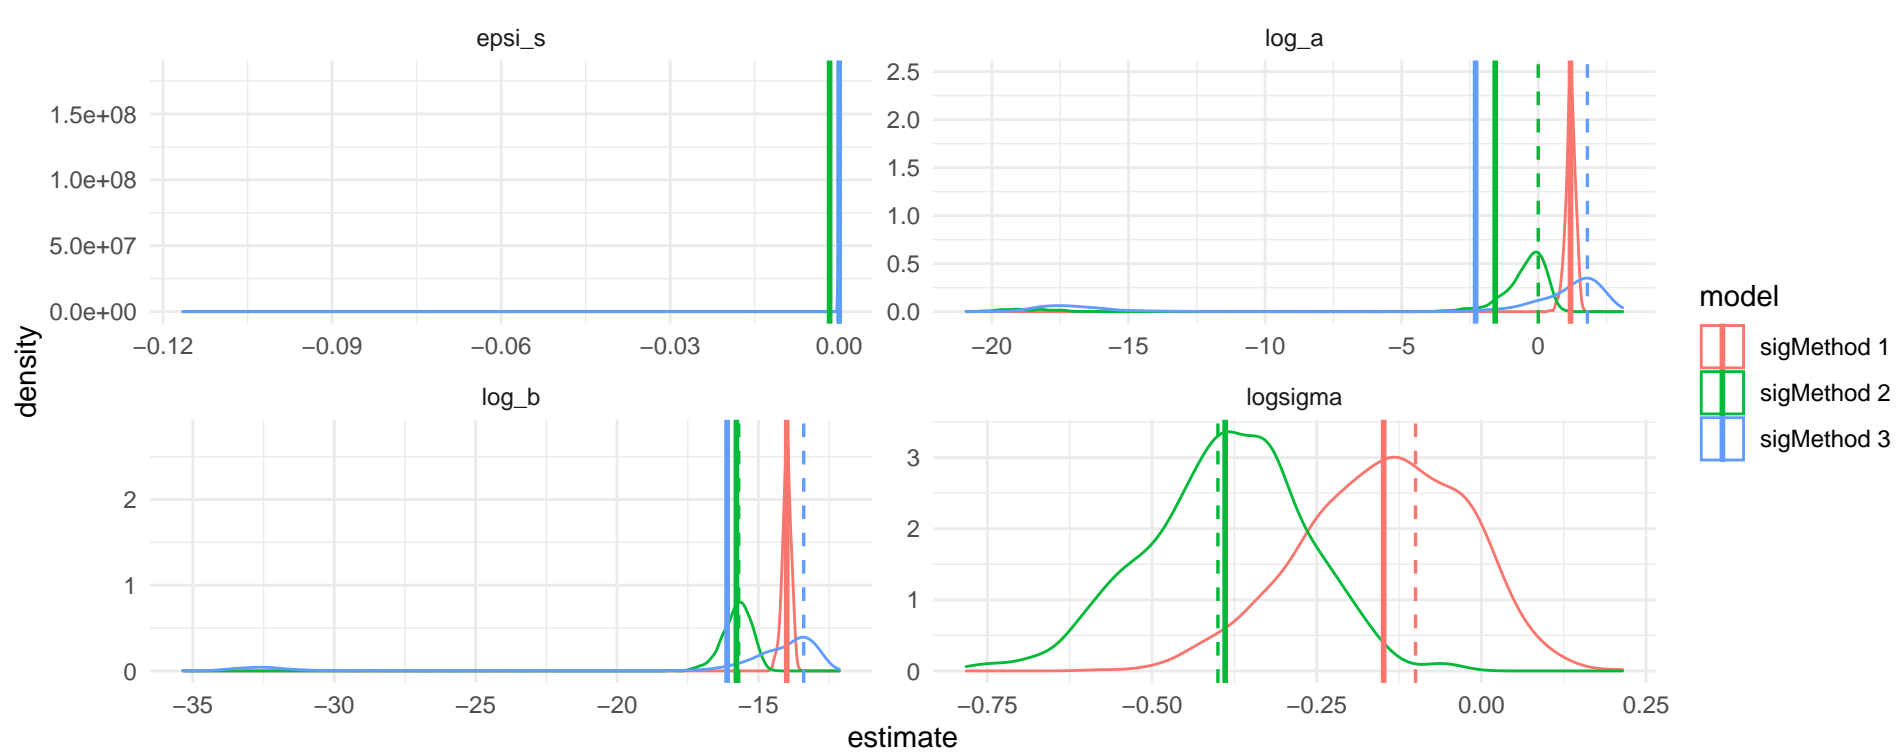 epsi_s
log_a
1.5e+08
1.0e+08
5.0e+07
0.0e+00
−0.12 −0.09 −0.06 −0.03 0.00
2.5
2.0
1.5
1.0
0.5
0.0
−20 −15 −10 −5 0
log_b
logsigma
2
1
0
−35 −30 −25 −20 −15
3
2
1
0
−0.75 −0.50 −0.25 0.00 0.25
density
estimate
model
sigMethod 1
sigMethod 2
sigMethod 3